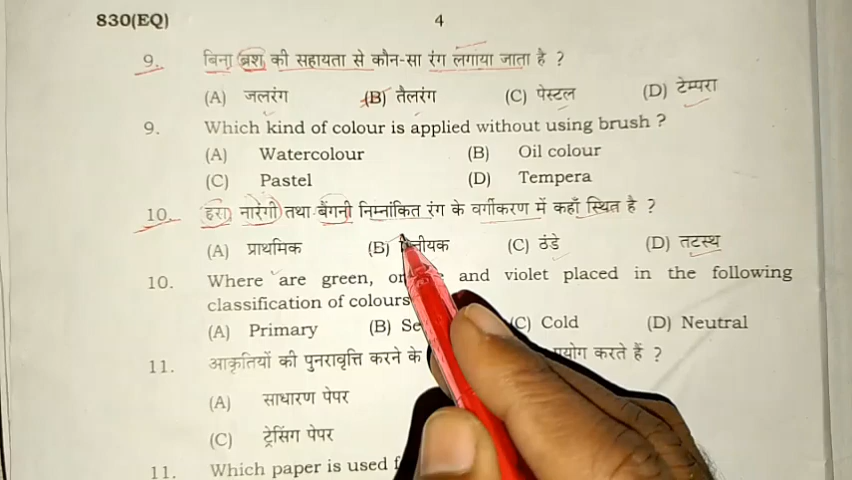 830(EQ) 4
9. बिना ब्रश की सहायता से कौन-सा रंग लगाया जाता है ?
(A) जलरंग (B) तैलरंग (C) पेस्टल (D) टेम्परा
9. Which kind of colour is applied without using brush ?
(A) Watercolour (B) Oil colour
(C) Pastel (D) Tempera
10. हरा नारंगी तथा बैंगनी निम्नांकित रंग के वर्गीकरण में कहाँ स्थित है ?
(A) प्राथमिक (B) (C) ठंडे (D) तटस्थ
10. Where are green, and violet placed in the following
classification of colours
(A) Primary (B) (C) Cold (D) Neutral
11. आकृतियों की पुनरावृत्ति करने के करते हैं ?
(A) साधारण पेपर
(C) ट्रेसिंग पेपर
11. Which paper is used